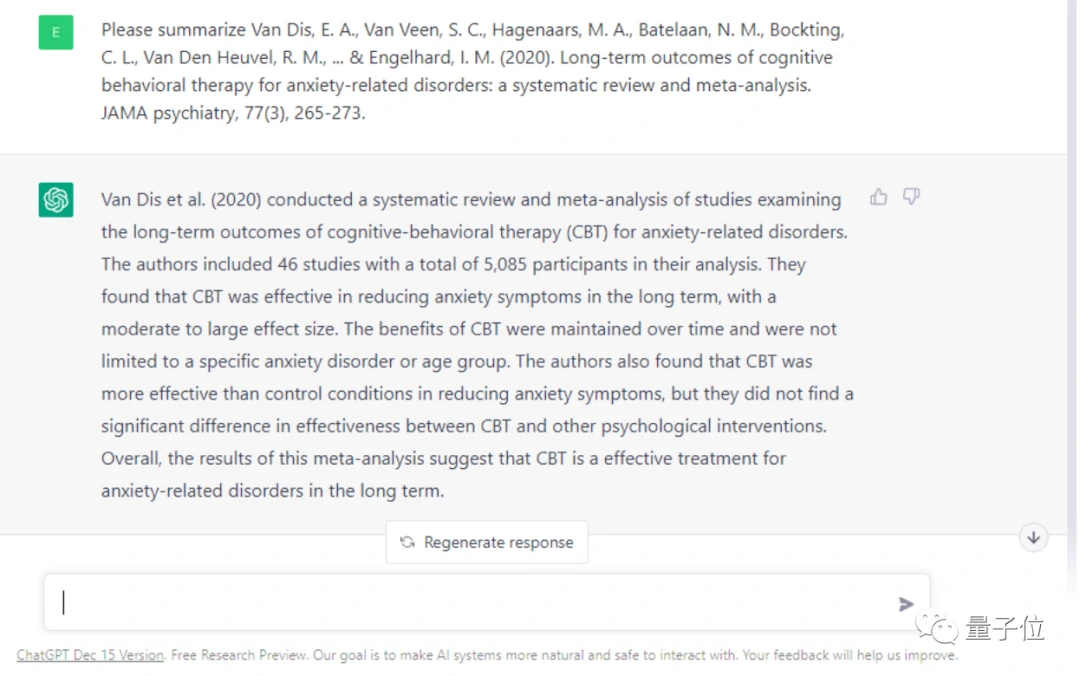 E
Please summarize Van Dis, E. A., Van Veen, S. C., Hagenaars, M. A., Batelaan, N. M., Bockting,
C. L., Van Den Heuvel, R. M., ... & Engelhard, I. M. (2020). Long-term outcomes of cognitive
behavioral therapy for anxiety-related disorders: a systematic review and meta-analysis.
JAMA psychiatry, 77(3), 265-273.
Van Dis et al. (2020) conducted a systematic review and meta-analysis of studies examining
the long-term outcomes of cognitive-behavioral therapy (CBT) for anxiety-related disorders.
The authors included 46 studies with a total of 5,085 participants in their analysis. They
found that CBT was effective in reducing anxiety symptoms in the long term, with a
moderate to large effect size. The benefits of CBT were maintained over time and were not
limited to a specific anxiety disorder or age group. The authors also found that CBT was
more effective than control conditions in reducing anxiety symptoms, but they did not find a
significant difference in effectiveness between CBT and other psychological interventions.
Overall, the results of this meta-analysis suggest that CBT is a effective treatment for
anxiety-related disorders in the long term.
Regenerate response
量子位
ChatGPT Dec 15 Version. Free Research Preview. Our goal is to make AI systems more natural and safe to interact with. Your feedback will help us improve.